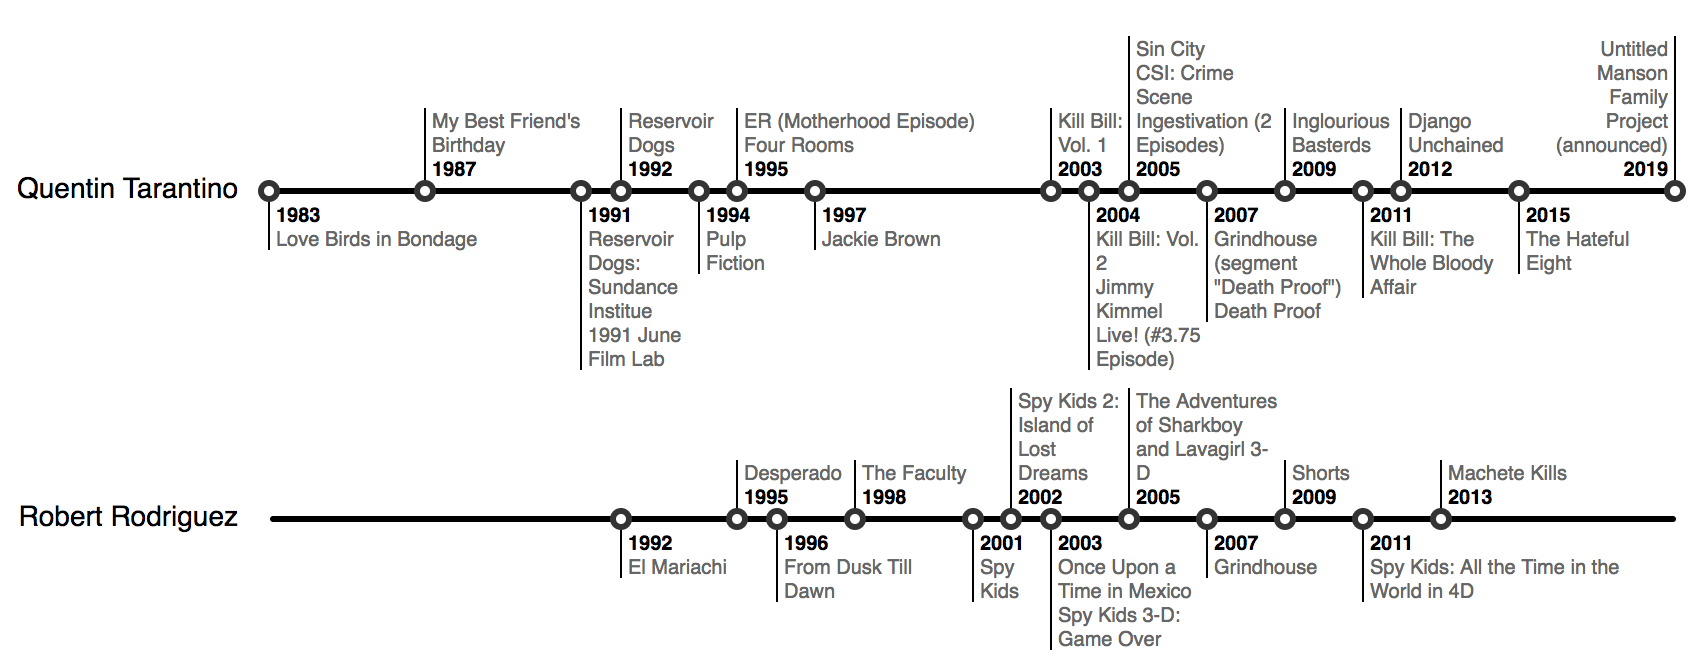 Quentin Tarantino
1983
Love Birds in Bondage
My Best Friend's
Birthday
1987
1991
Reservoir
Dogs:
Sundance
Institue
1991 June
Film Lab
Reservoir
Dogs
1992
1994
Pulp
Fiction
ER (Motherhood Episode)
Four Rooms
1995
1997
Jackie Brown
Kill Bill:
Vol. 1
2003
2004
Kill Bill: Vol.
2
Jimmy
Kimmel
Live! (#3.75
Episode)
Sin City
CSI: Crime
Scene
Ingestivation (2
Episodes)
2005
2007
Grindhouse
(segment
"Death Proof")
Death Proof
Inglourious
Basterds
2009
2011
Kill Bill: The
Whole Bloody
Affair
Django
Unchained
2012
2015
The Hateful
Eight
Untitled
Manson
Family
Project
(announced)
2019
Robert Rodriguez
1992
El Mariachi
Desperado
1995
1996
From Dusk Till
Dawn
The Faculty
1998
2001
Spy
Kids
Spy Kids 2:
Island of
Lost
Dreams
2002
2003
Once Upon a
Time in Mexico
Spy Kids 3-D:
Game Over
The Adventures
of Sharkboy
and Lavagirl 3-
D
2005
2007
Grindhouse
Shorts
2009
2011
Spy Kids: All the Time in the
World in 4D
Machete Kills
2013